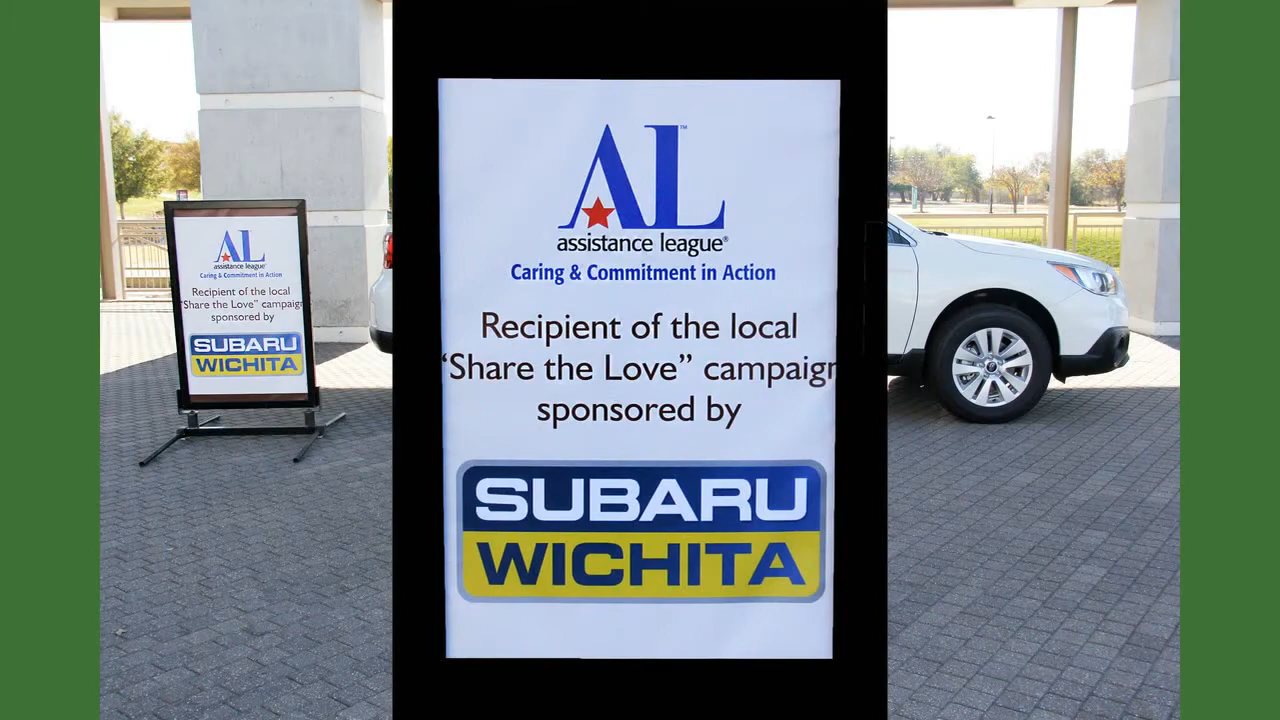 AL™
assistance league®
Caring & Commitment in Action
Recipient of the local
“Share the Love” campaign
sponsored by
SUBARU
WICHITA
AL
assistance league
Caring & Commitment in Action
Recipient of the local
"Share the Love" campaign
sponsored by
SUBARU
WICHITA